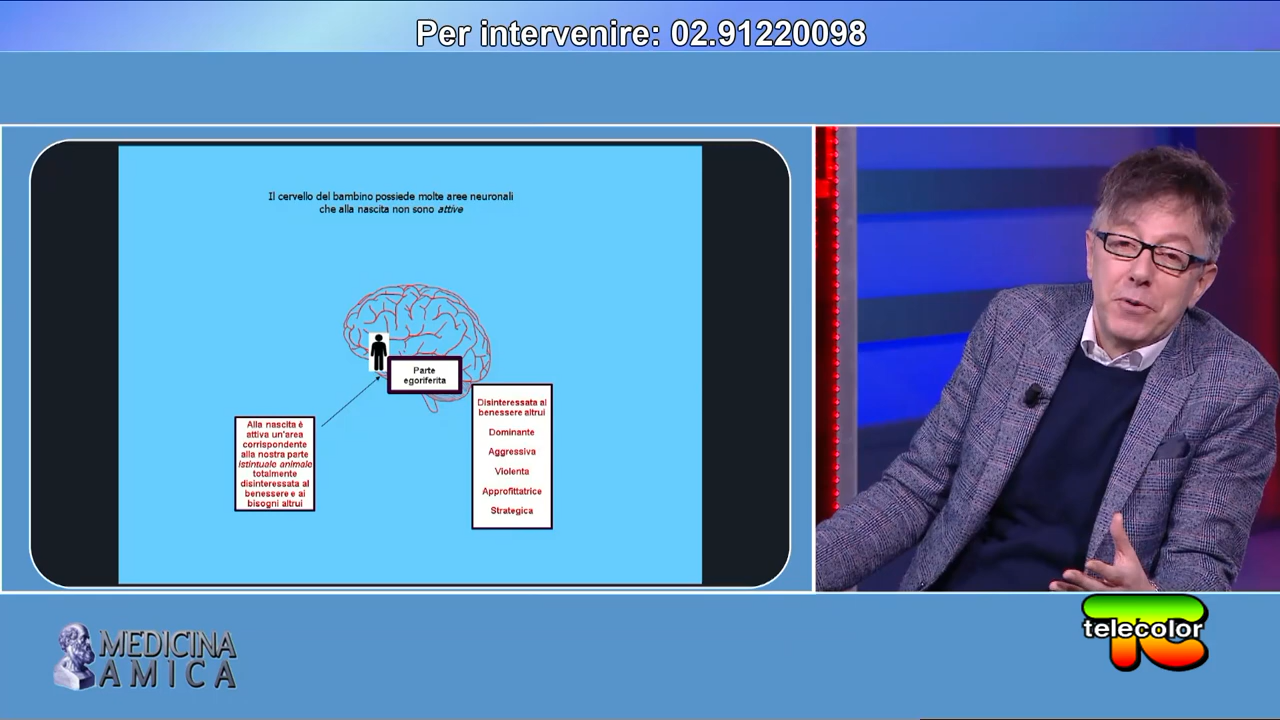 Per intervenire: 02.91220098
Il cervello del bambino possiede molte aree neuronali
che alla nascita non sono attive
Parte
egoriferita
Alla nascita è
attiva un'area
corrispondente
alla nostra parte
istintuale animale
totalmente
disinteressata al
benessere e ai
bisogni altrui
Disinteressata al
benessere altrui
Dominante
Aggressiva
Violenta
Approfittatrice
Strategica
MEDICINA
AMICA
telecolor
TC